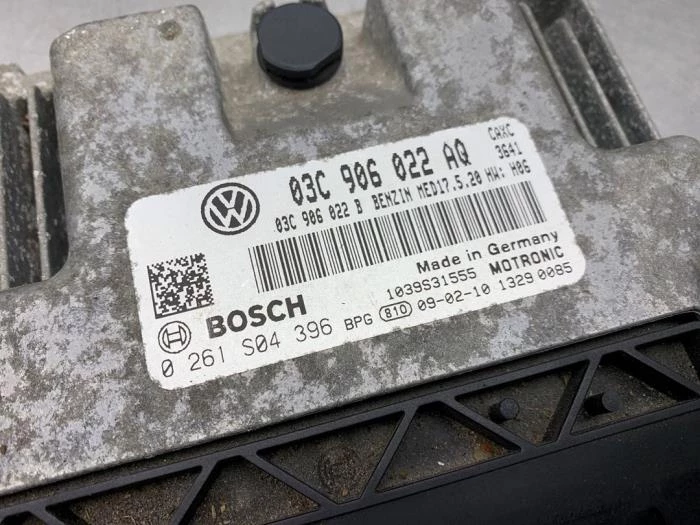 03C 906 022 AQ CAXC
03C 906 022 B BENZIN MED17.5.20 HW: H06 3641
Made in Germany
1039S31555 MOTRONIC
BOSCH
0 261 S04 396 BPG 810 09-02-10 1329 0085